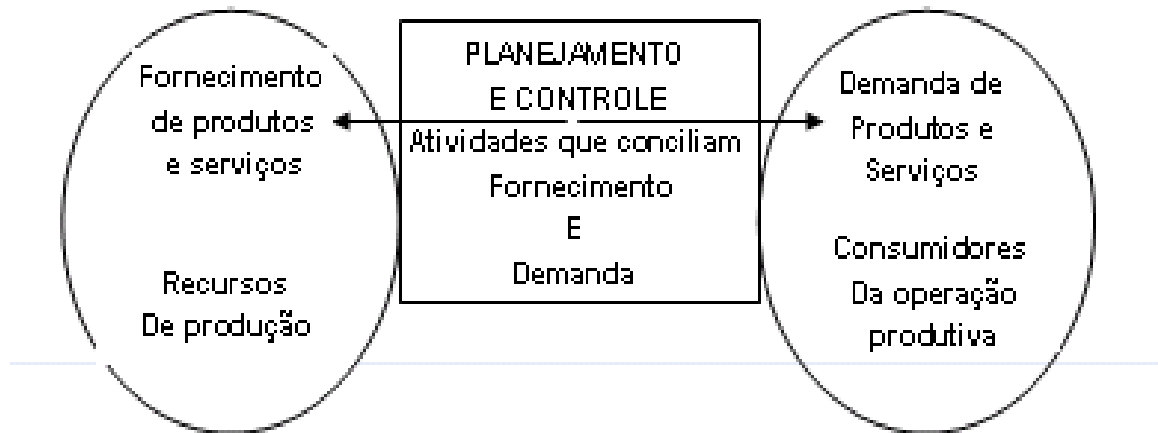 Fornecimento
de produtos
e serviços
Recursos
De produção
PLANEJAMENTO
E CONTROLE
Atividades que conciliam
Fornecimento
E
Demanda
Demanda de
Produtos e
Serviços
Consumidores
Da operação
produtiva